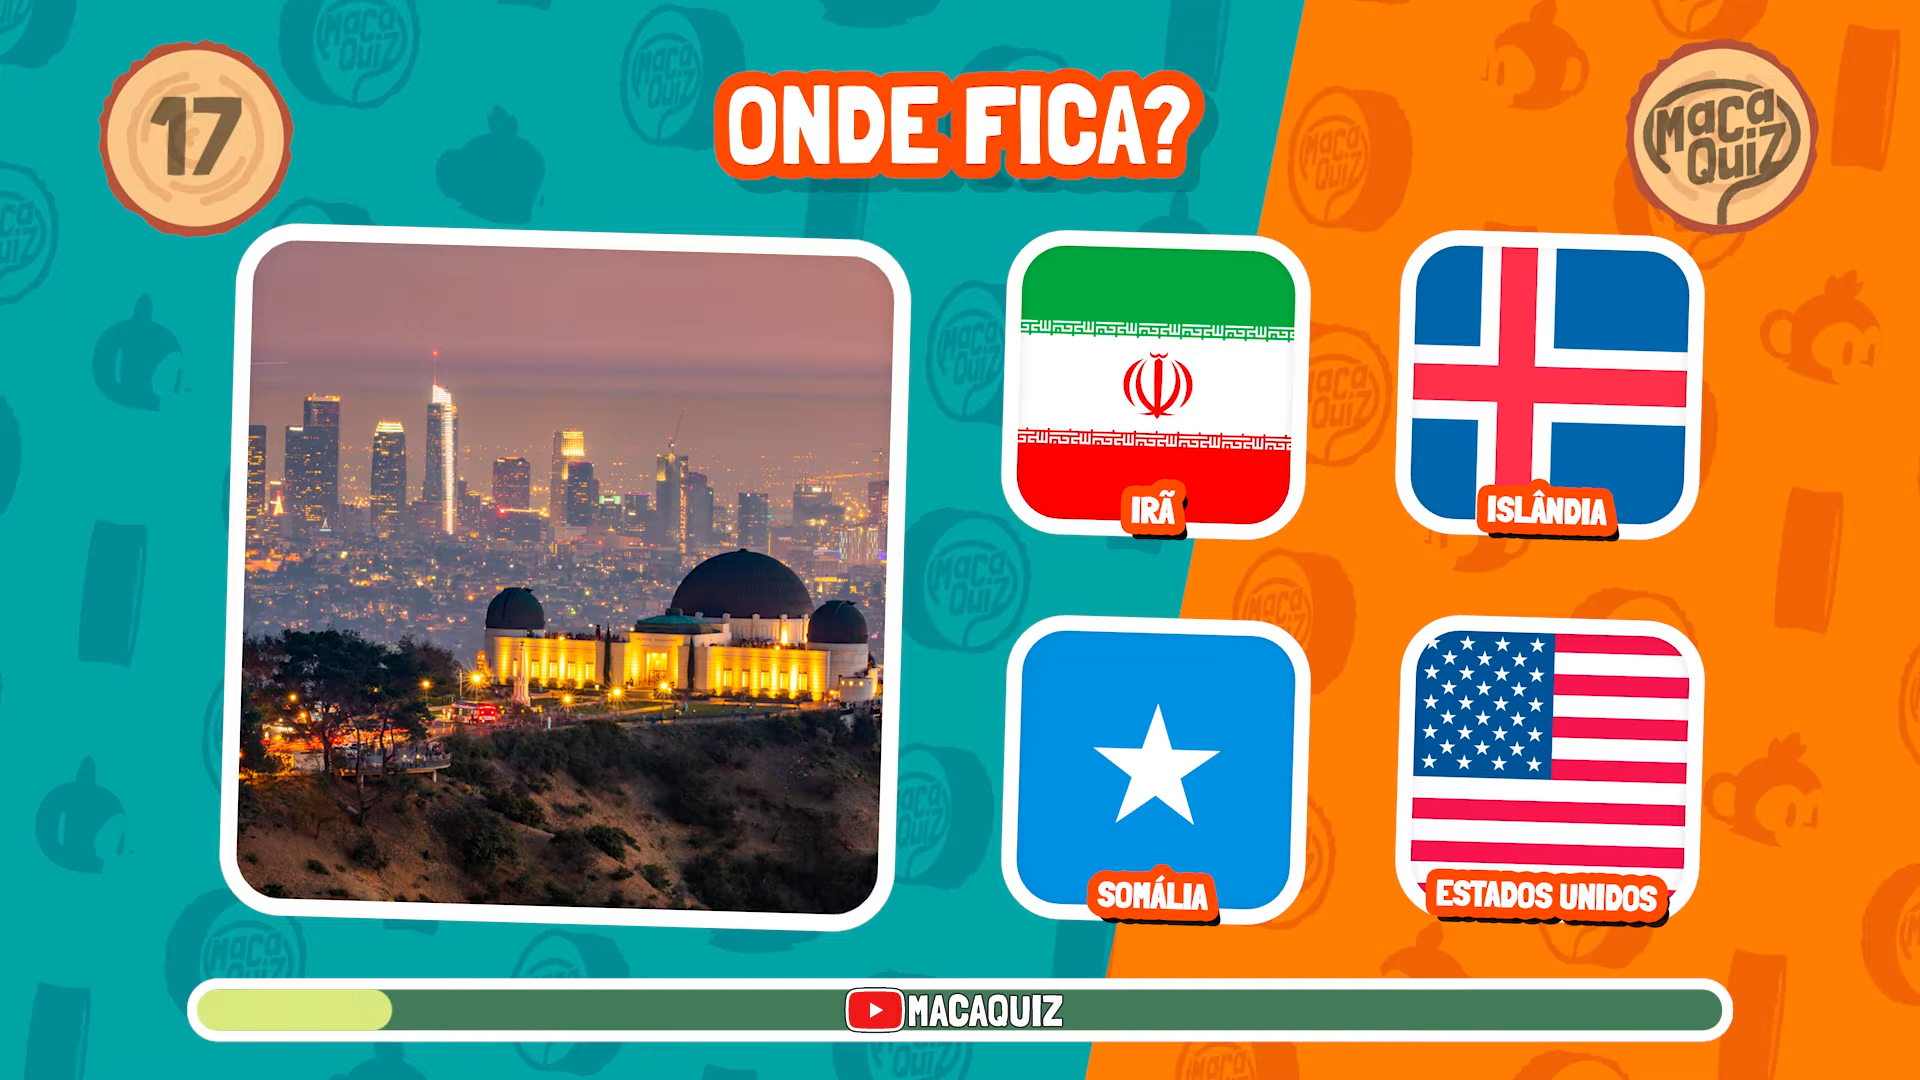 17
ONDE FICA?
MACA
QUIZ
IRÃ
ISLÂNDIA
SOMÁLIA
ESTADOS UNIDOS
MACAQUIZ